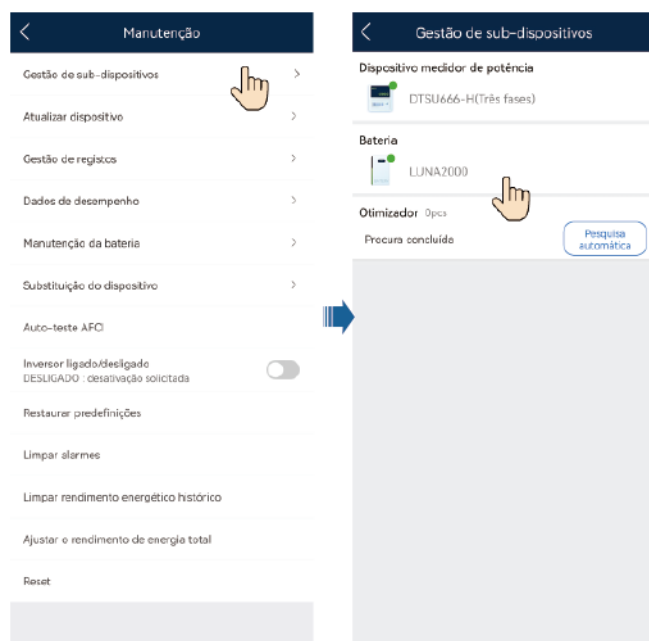 Manutenção
Gestão de sub-dispositivos
Atualizar dispositivo
Gestão de registos
Dados de desempenho
Manutenção da bateria
Substituição do dispositivo
Auto-teste AFCI
Inversor ligado/desligado
DESLIGADO : desativação solicitada
Restaurar predefinições
Limpar alarmes
Limpar rendimento energético histórico
Ajustar o rendimento de energia total
Reset
Gestão de sub-dispositivos
Dispositivo medidor de potência
DTSU666-H(Três fases)
Bateria
LUNA2000
Otimizador 0pcs
Procura concluída
Pesquisa
automática